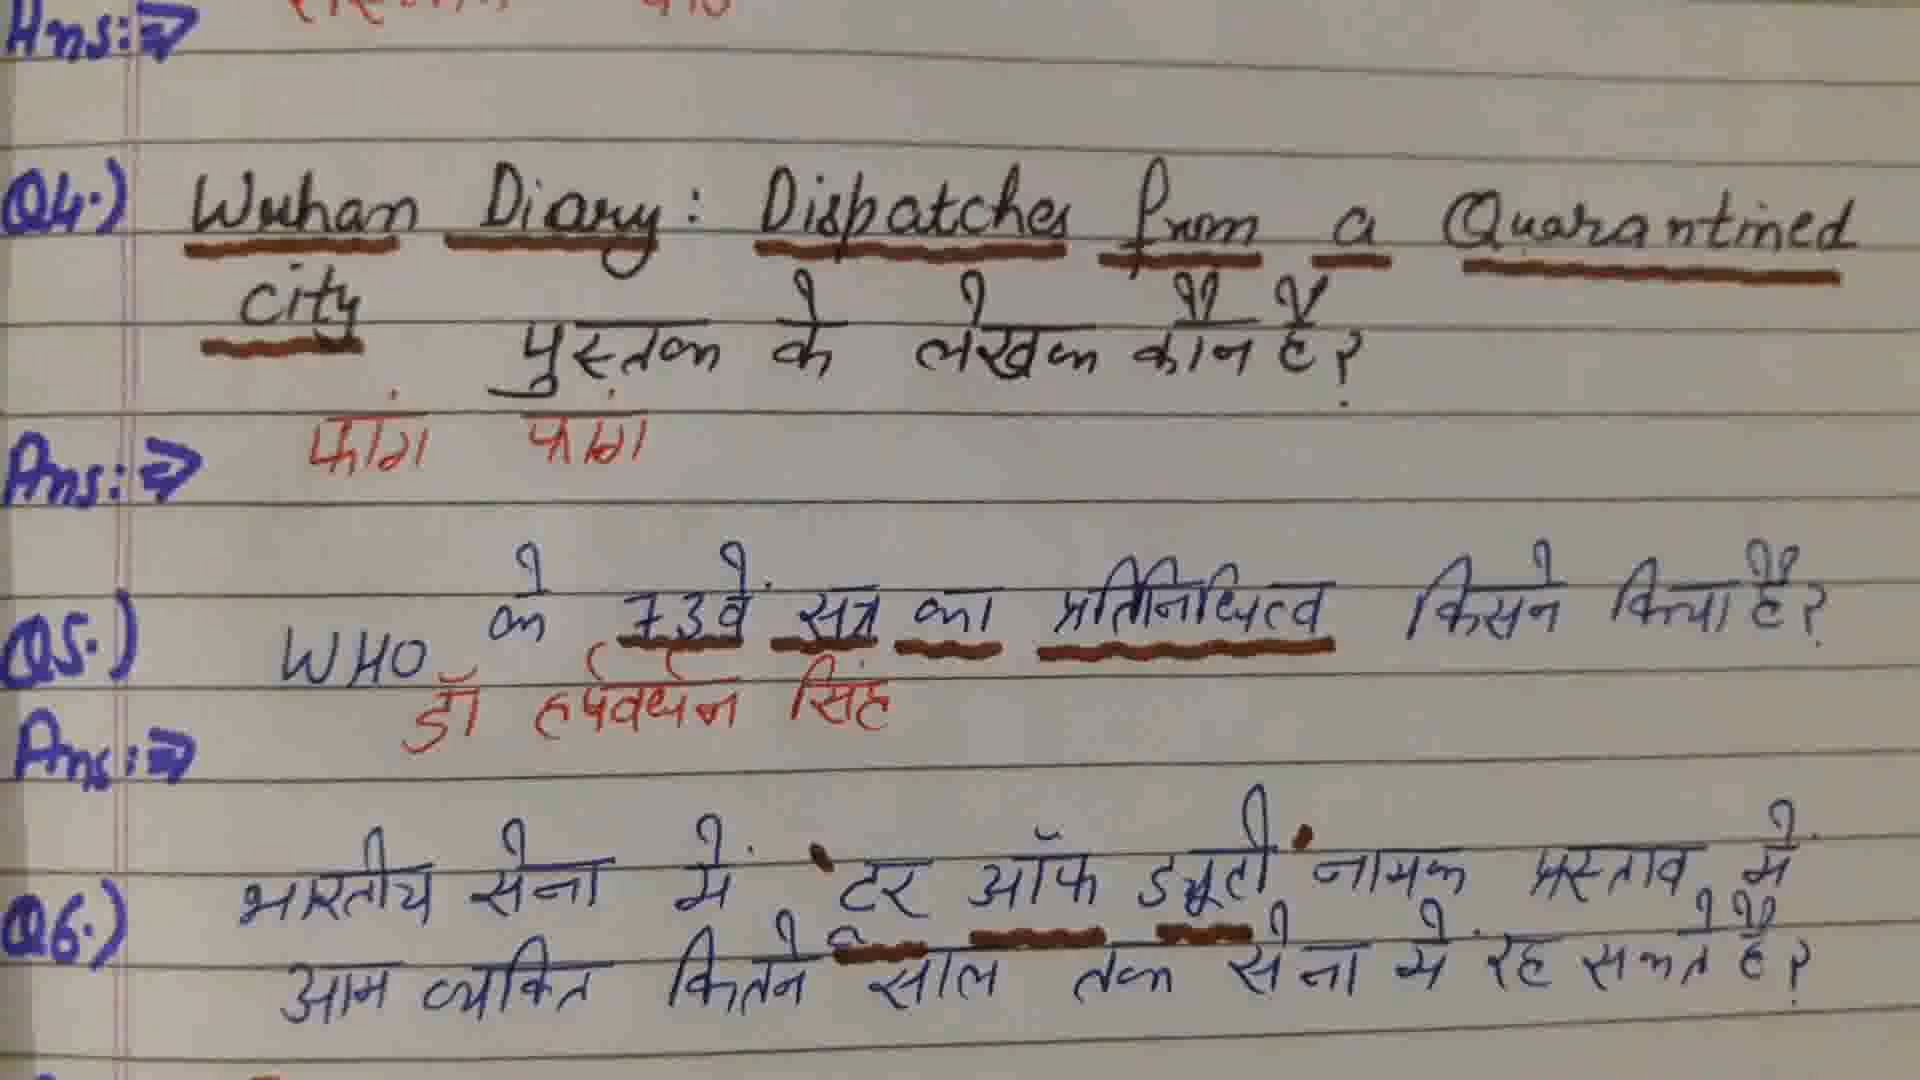 Ans:⇒
Q4.) Wuhan Diary: Dispatches from a Quarantined
city पुस्तक के लेखक कौन है?
Ans:⇒ फांग फांग
Q5.) WHO के 73वें सत्र का प्रतिनिधित्व किसने किया है?
Ans:⇒ डॉ हर्षवर्धन सिंह
Q6.) भारतीय सेना में 'टूर ऑफ ड्यूटी' नामक प्रस्ताव में
आम व्यक्ति कितने साल तक सेना में रह सकते है?